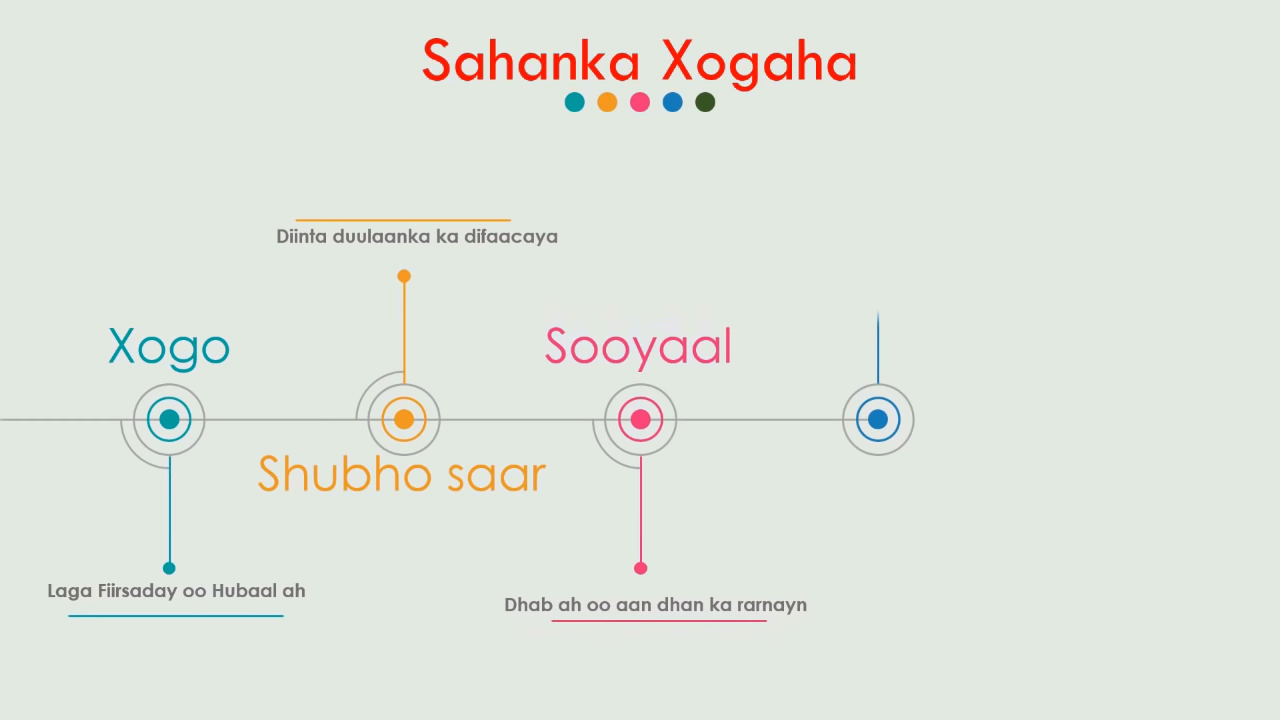 Sahanka Xogaha
Diinta duulaanka ka difaacaya
Xogo
Sooyaal
Shubho saar
Laga Fiirsaday oo Hubaal ah
Dhab ah oo aan dhan ka rarnayn